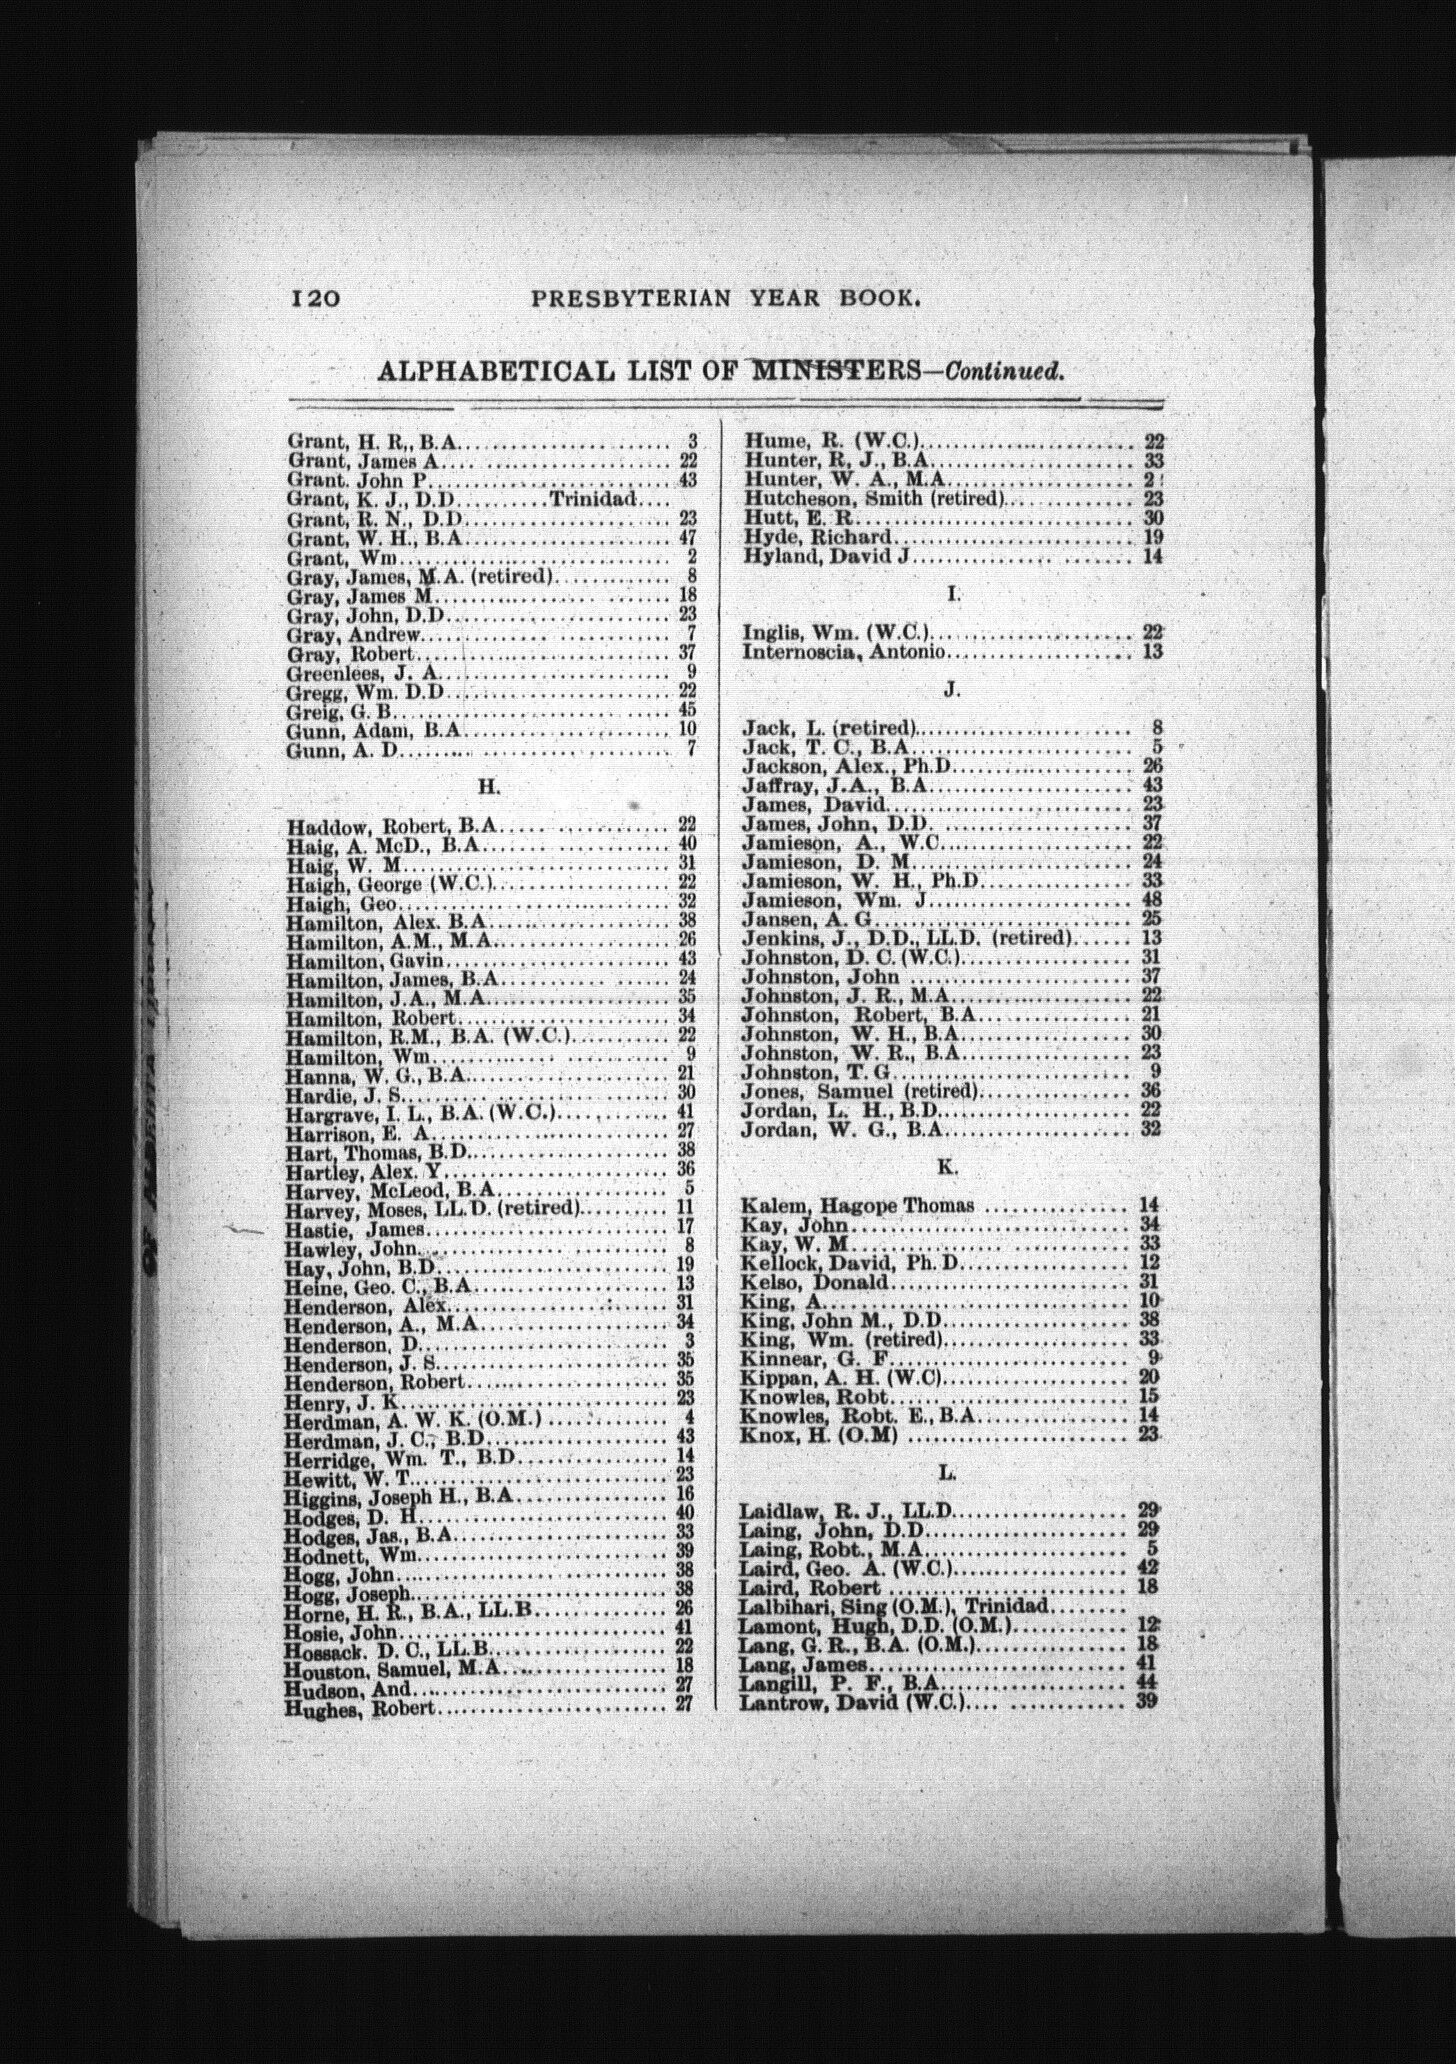 120 PRESBYTERIAN YEAR BOOK.
ALPHABETICAL LIST OF MINISTERS—Continued.
Grant, H. R., B.A. 3
Grant, James A. 22
Grant. John P. 43
Grant, K. J., D.D. Trinidad
Grant, R. N., D.D. 23
Grant, W. H., B.A. 47
Grant, Wm. 2
Gray, James, M.A. (retired) 8
Gray, James M. 18
Gray, John, D.D. 23
Gray, Andrew. 7
Gray, Robert 37
Greenlees, J. A. 9
Gregg, Wm. D.D. 22
Greig, G. B. 45
Gunn, Adam, B.A. 10
Gunn, A. D. 7
H.
Haddow, Robert, B.A. 22
Haig, A. McD., B.A. 40
Haig, W. M. 31
Haigh, George (W.C.) 22
Haigh, Geo. 32
Hamilton, Alex. B.A. 38
Hamilton, A.M., M.A. 26
Hamilton, Gavin 43
Hamilton, James, B.A. 24
Hamilton, J.A., M.A. 35
Hamilton, Robert 34
Hamilton, R.M., B.A. (W.C.) 22
Hamilton, Wm. 9
Hanna, W. G., B.A. 21
Hardie, J. S. 30
Hargrave, I. L., B.A. (W.C.) 41
Harrison, E. A. 27
Hart, Thomas, B.D. 38
Hartley, Alex. Y. 36
Harvey, McLeod, B.A. 5
Harvey, Moses, LL.D. (retired) 11
Hastie, James. 17
Hawley, John. 8
Hay, John, B.D. 19
Heine, Geo. C., B.A. 13
Henderson, Alex. 31
Henderson, A., M.A. 34
Henderson, D. 3
Henderson, J. S. 35
Henderson, Robert 35
Henry, J. K. 23
Herdman, A. W. K. (O.M.) 4
Herdman, J. C., B.D. 43
Herridge, Wm. T., B.D. 14
Hewitt, W. T. 23
Higgins, Joseph H., B.A. 16
Hodges, D. H. 40
Hodges, Jas., B.A. 33
Hodnett, Wm. 39
Hogg, John 38
Hogg, Joseph. 38
Horne, H. R., B.A., LL.B. 26
Hosie, John 41
Hossack. D. C., LL.B. 22
Houston, Samuel, M.A. 18
Hudson, And. 27
Hughes, Robert 27
Hume, R. (W.C.) 22
Hunter, R, J., B.A. 33
Hunter, W. A., M.A. 2
Hutcheson, Smith (retired) 23
Hutt, E. R. 30
Hyde, Richard 19
Hyland, David J. 14
I.
Inglis, Wm. (W.C.) 22
Internoscia, Antonio 13
J.
Jack, L. (retired) 8
Jack, T. C., B.A. 5
Jackson, Alex., Ph.D. 26
Jaffray, J.A., B.A. 43
James, David. 23
James, John, D.D. 37
Jamieson, A., W.C. 22
Jamieson, D. M. 24
Jamieson, W. H., Ph.D. 33
Jamieson, Wm. J. 48
Jansen, A. G. 25
Jenkins, J., D.D., LL.D. (retired) 13
Johnston, D. C. (W.C.) 31
Johnston, John 37
Johnston, J. R., M.A. 22
Johnston, Robert, B.A. 21
Johnston, W. H., B.A. 30
Johnston, W. R., B.A. 23
Johnston, T. G. 9
Jones, Samuel (retired) 36
Jordan, L. H., B.D. 22
Jordan, W. G., B.A. 32
K.
Kalem, Hagope Thomas 14
Kay, John 34
Kay, W. M. 33
Kellock, David, Ph. D. 12
Kelso, Donald 31
King, A. 10
King, John M., D.D. 38
King, Wm. (retired) 33
Kinnear, G. F. 9
Kippan, A. H. (W.C) 20
Knowles, Robt. 15
Knowles, Robt. E., B.A. 14
Knox, H. (O.M) 23
L.
Laidlaw, R. J., LL.D. 29
Laing, John, D.D. 29
Laing, Robt., M.A. 5
Laird, Geo. A. (W.C.) 42
Laird, Robert 18
Lalbihari, Sing (O.M.), Trinidad
Lamont, Hugh, D.D. (O.M.) 12
Lang, G. R., B.A. (O.M.) 18
Lang, James. 41
Langill, P. F., B.A. 44
Lantrow, David (W.C.) 39